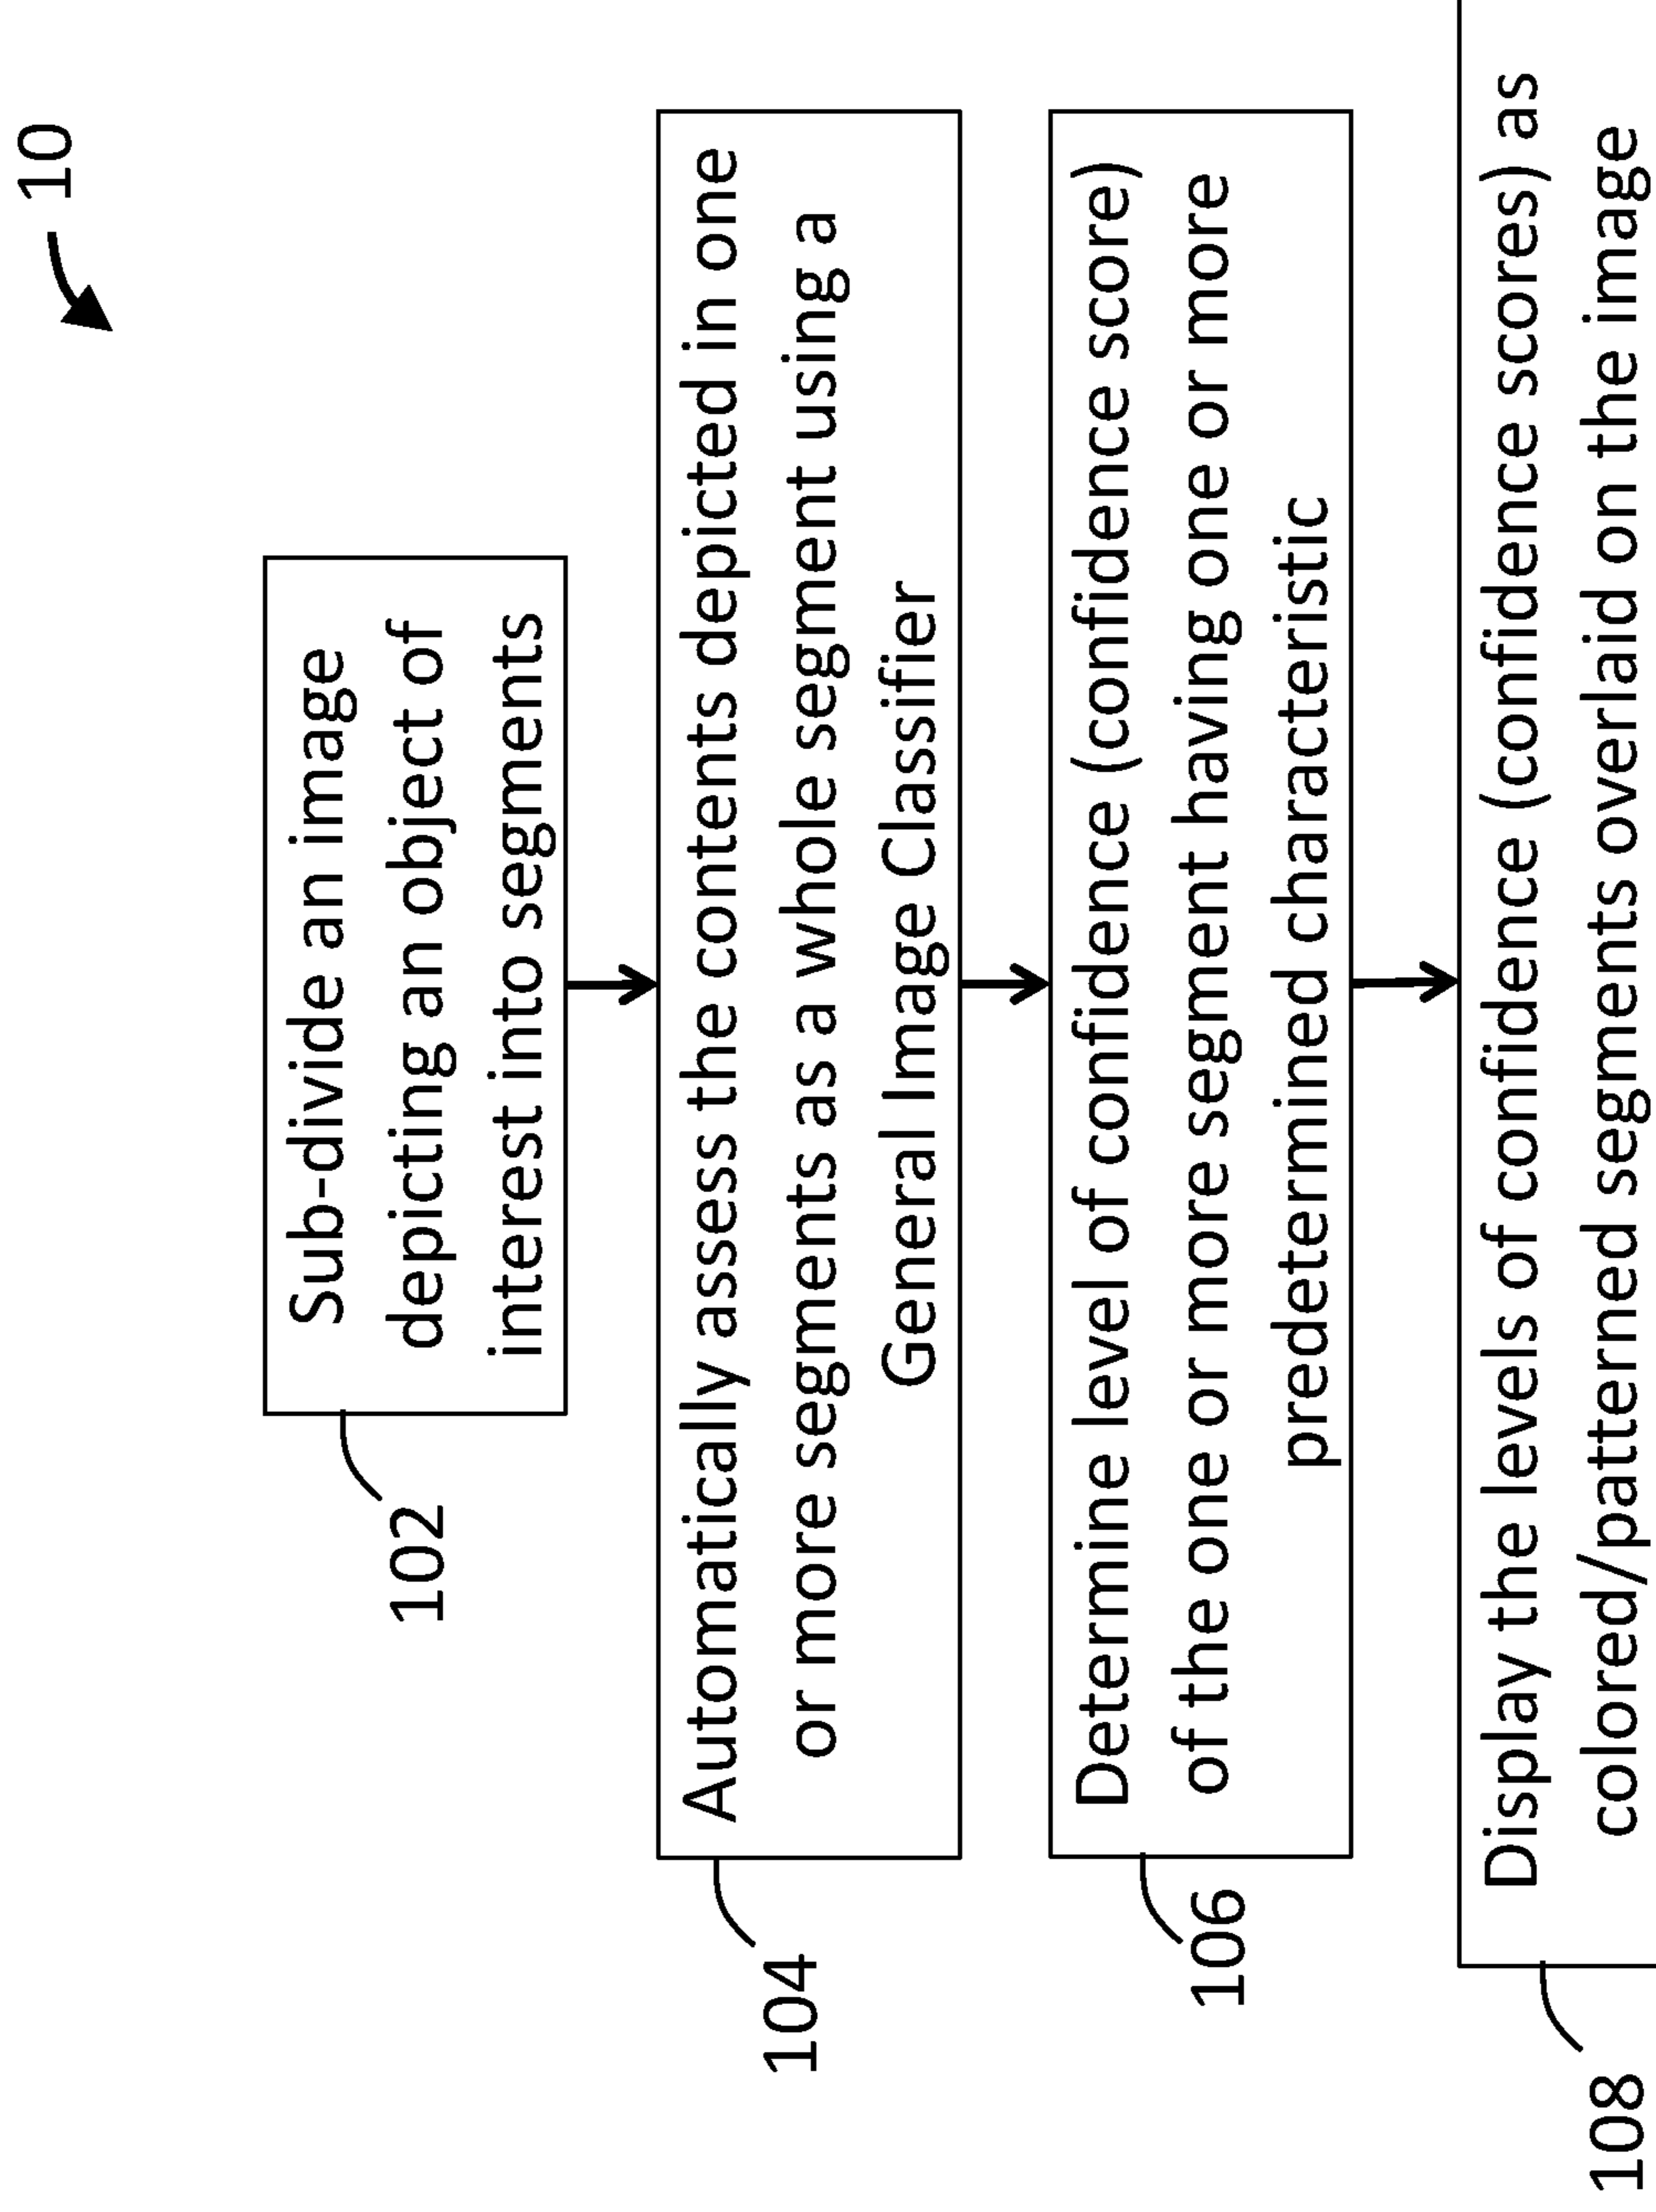 10
102
Sub-divide an image
depicting an object of
interest into segments
104
Automatically assess the contents depicted in one
or more segments as a whole segment using a
General Image Classifier
106
Determine level of confidence (confidence score)
of the one or more segment having one or more
predetermined characteristic
108
Display the levels of confidence (confidence scores) as
colored/patterned segments overlaid on the image